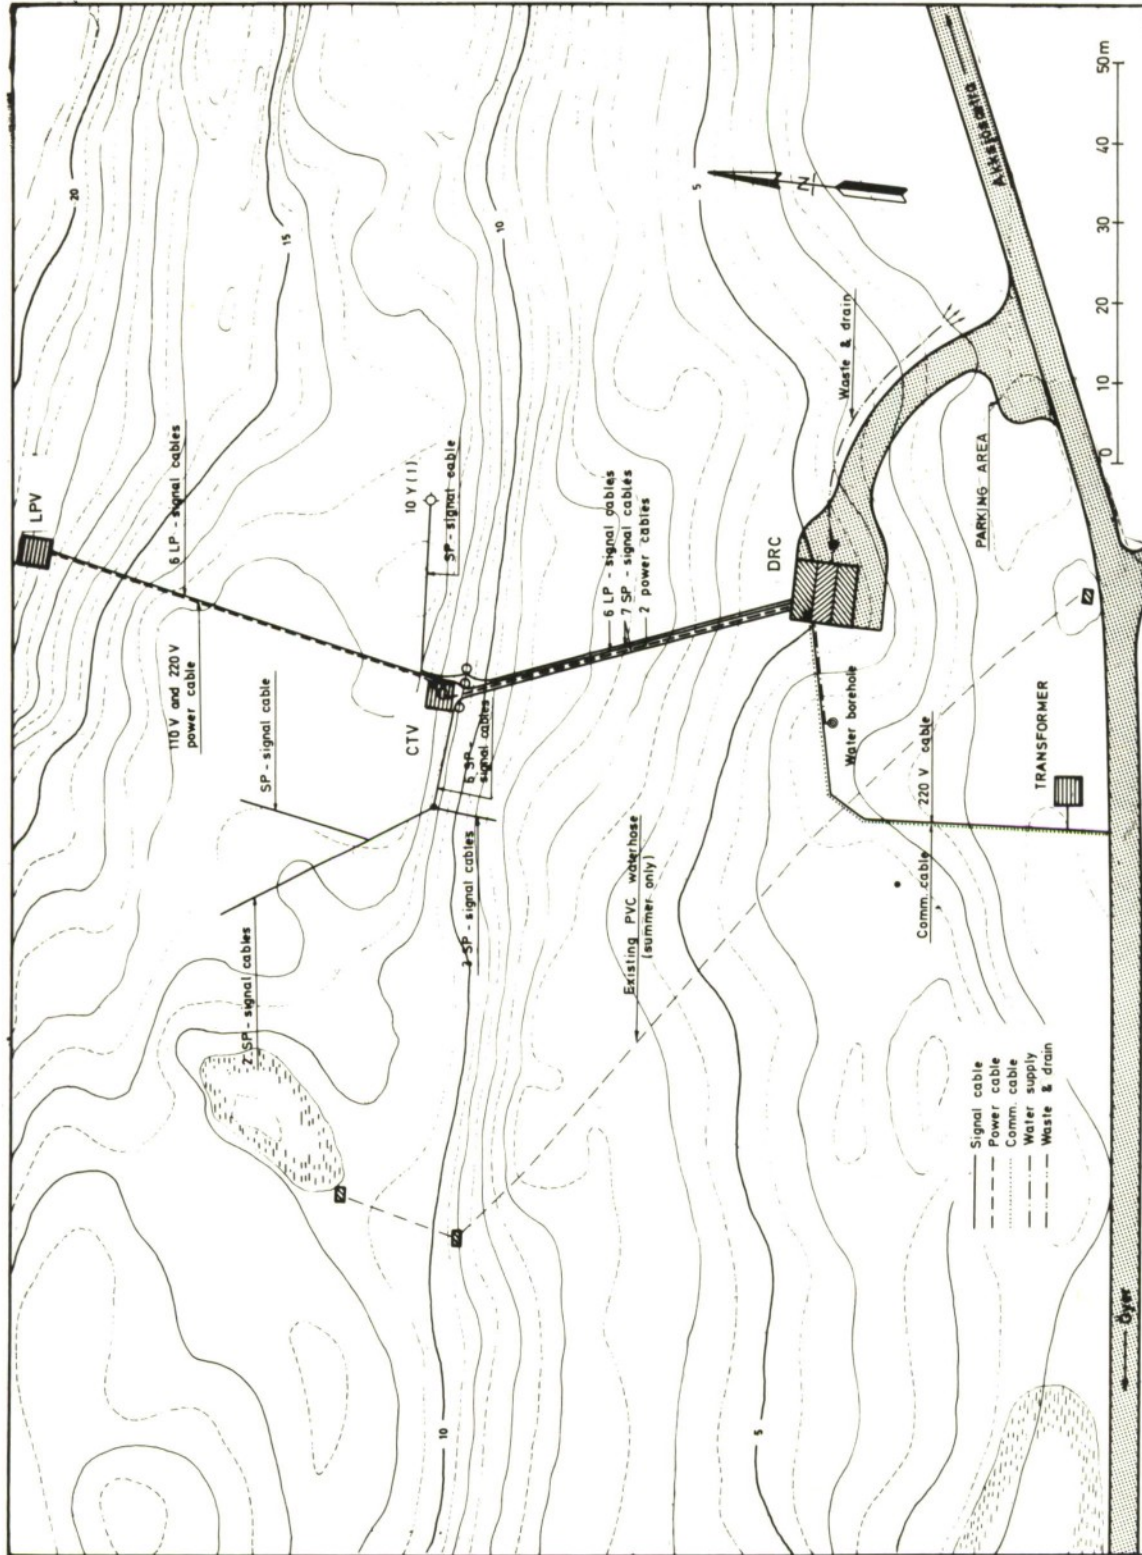 20
15
10
5
LPV
6 LP - signal cables
110 V and 220 V
power cable
SP - signal cable
10 Y (1)
SP - signal cable
CTV
6 SP -
signal cables
3 SP - signal cables
2 SP - signal cables
6 LP - signal cables
7 SP - signal cables
2 power cables
Existing PVC waterhose
(summer only)
DRC
Waste & drain
N
Water borehole
220 V cable
Comm. cable
TRANSFORMER
PARKING AREA
Öyer
0 10 20 30 40 50m
10
5
Signal cable
Power cable
Comm. cable
Water supply
Waste & drain